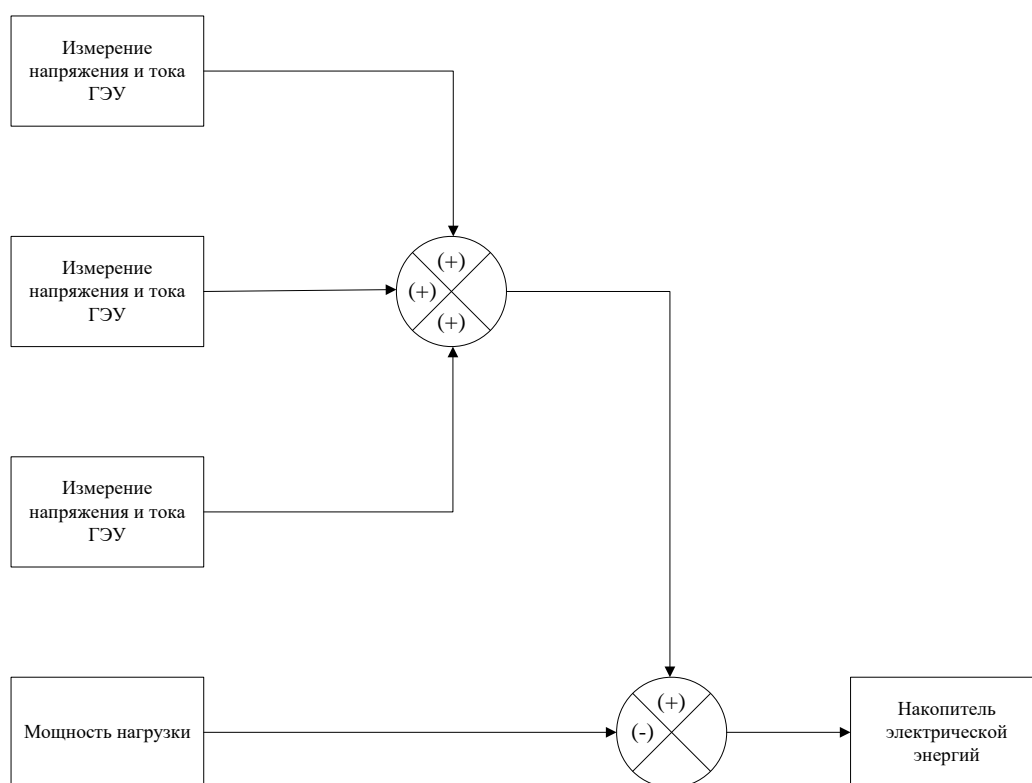 Измерение
напряжения и тока
ГЭУ
Измерение
напряжения и тока
ГЭУ
(+)
(+)
(+)
Измерение
напряжения и тока
ГЭУ
Мощность нагрузки
(+)
(-)
Накопитель
электрической
энергий